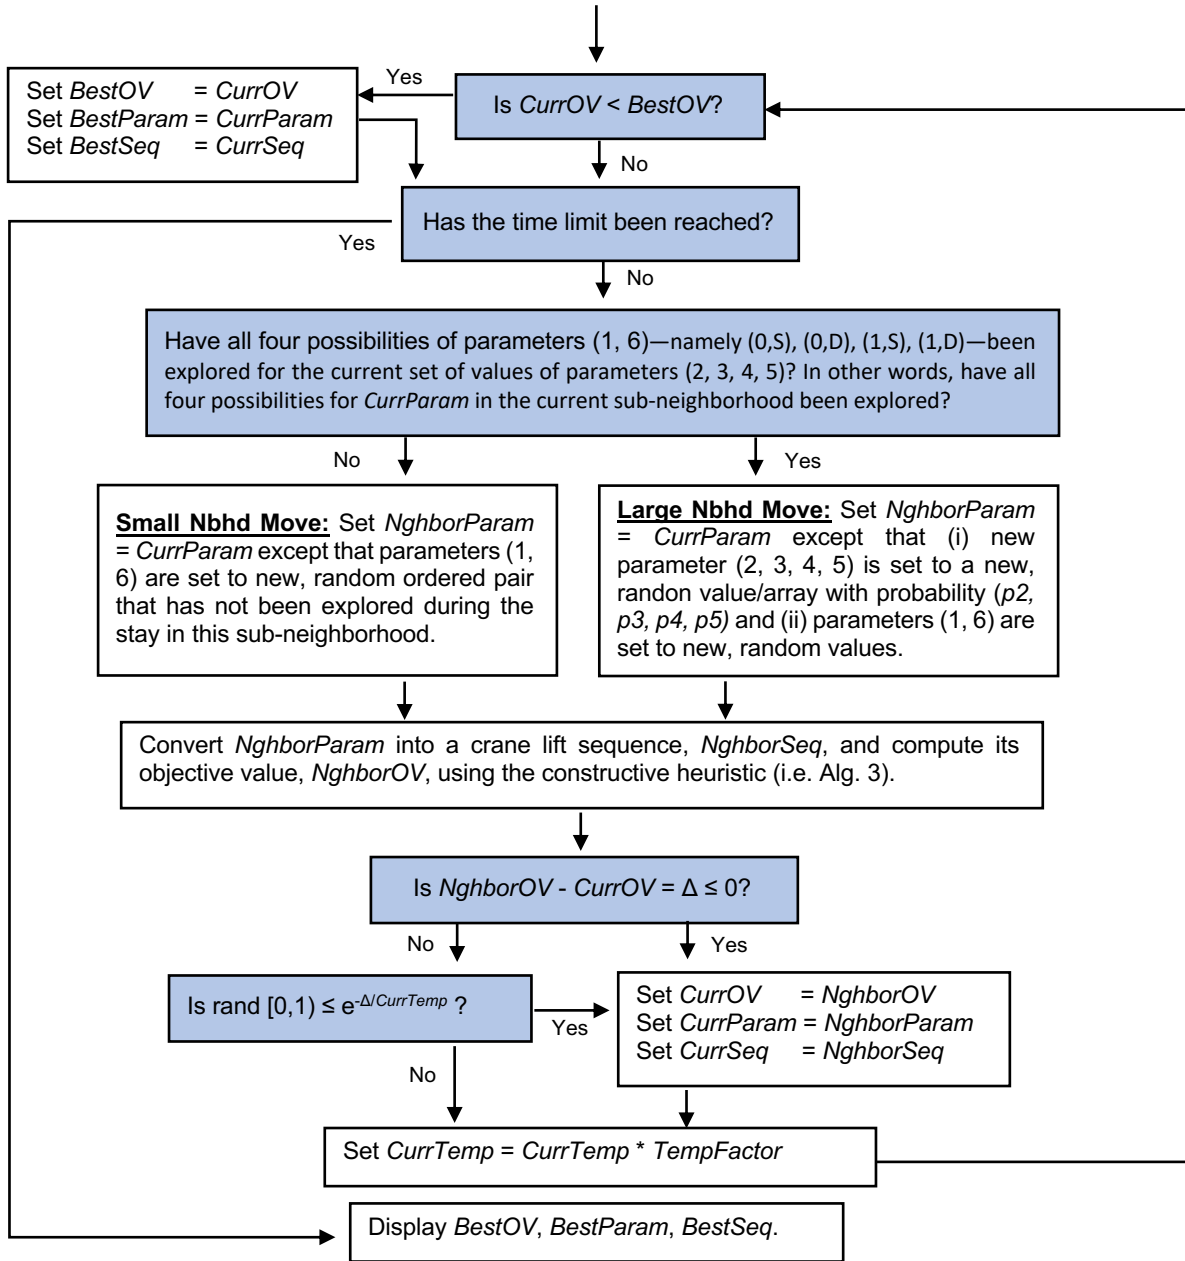 Yes
Set BestOV = CurrOV
Set BestParam = CurrParam
Set BestSeq = CurrSeq
Is CurrOV < BestOV?
No
Has the time limit been reached?
Yes
No
Have all four possibilities of parameters (1, 6)—namely (0,S), (0,D), (1,S), (1,D)—been
explored for the current set of values of parameters (2, 3, 4, 5)? In other words, have all
four possibilities for CurrParam in the current sub-neighborhood been explored?
No
Yes
Small Nbhd Move: Set NghborParam
= CurrParam except that parameters (1,
6) are set to new, random ordered pair
that has not been explored during the
stay in this sub-neighborhood.
Large Nbhd Move: Set NghborParam
= CurrParam except that (i) new
parameter (2, 3, 4, 5) is set to a new,
randon value/array with probability (p2,
p3, p4, p5) and (ii) parameters (1, 6) are
set to new, random values.
Convert NghborParam into a crane lift sequence, NghborSeq, and compute its
objective value, NghborOV, using the constructive heuristic (i.e. Alg. 3).
Is NghborOV - CurrOV = Δ ≤ 0?
No
Yes
Is rand [0,1) ≤ e-Δ/CurrTemp ?
Yes
Set CurrOV = NghborOV
Set CurrParam = NghborParam
Set CurrSeq = NghborSeq
No
Set CurrTemp = CurrTemp * TempFactor
Display BestOV, BestParam, BestSeq.